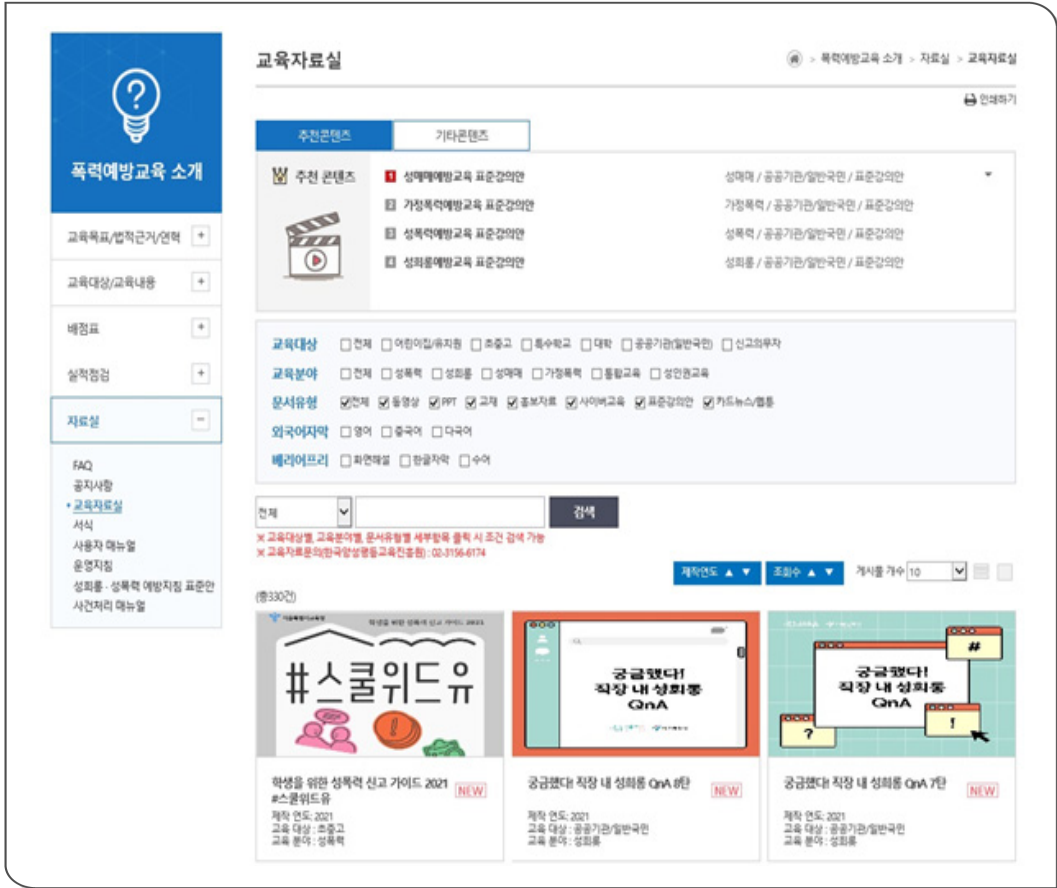 교육자료실
> 폭력예방교육 소개 > 자료실 > 교육자료실
인쇄하기
폭력예방교육 소개
교육목표/법적근거/연혁 +
교육대상/교육내용 +
배점표 +
실적점검 +
자료실 −
FAQ
공지사항
• 교육자료실
서식
사용자 매뉴얼
운영지침
성희롱 · 성폭력 예방지침 표준안
사건처리 매뉴얼
추천콘텐츠 기타콘텐츠
추천 콘텐츠
1 성매매예방교육 표준강의안 성매매 / 공공기관/일반국민 / 표준강의안
2 가정폭력예방교육 표준강의안 가정폭력 / 공공기관/일반국민 / 표준강의안
3 성폭력예방교육 표준강의안 성폭력 / 공공기관/일반국민 / 표준강의안
4 성희롱예방교육 표준강의안 성희롱 / 공공기관/일반국민 / 표준강의안
교육대상 전체 어린이집/유치원 초중고 특수학교 대학 공공기관(일반국민) 신고의무자
교육분야 전체 성폭력 성희롱 성매매 가정폭력 통합교육 성인권교육
문서유형 전체 동영상 PPT 교재 홍보자료 사이버교육 표준강의안 카드뉴스/웹툰
외국어자막 영어 중국어 다국어
베리어프리 화면해설 한글자막 수어
전체 검색
※ 교육대상별, 교육분야별, 문서유형별 세부항목 클릭 시 조건 검색 가능
※ 교육자료문의(한국양성평등교육진흥원) : 02-3156-6174
제작연도 ▲ ▼ 조회수 ▲ ▼ 게시물 개수 10
(총330건)
서울특별시교육청 학생을 위한 성폭력 신고 가이드 2021
#스쿨위드유
궁금했다!
직장 내 성희롱
QnA
궁금했다!
직장 내 성희롱
QnA
#
?
!
학생을 위한 성폭력 신고 가이드 2021
#스쿨위드유
NEW
제작 연도: 2021
교육 대상 : 초중고
교육 분야 : 성폭력
궁금했다! 직장 내 성희롱 QnA 8탄
NEW
제작 연도: 2021
교육 대상 : 공공기관/일반국민
교육 분야 : 성희롱
궁금했다! 직장 내 성희롱 QnA 7탄
NEW
제작 연도: 2021
교육 대상 : 공공기관/일반국민
교육 분야 : 성희롱